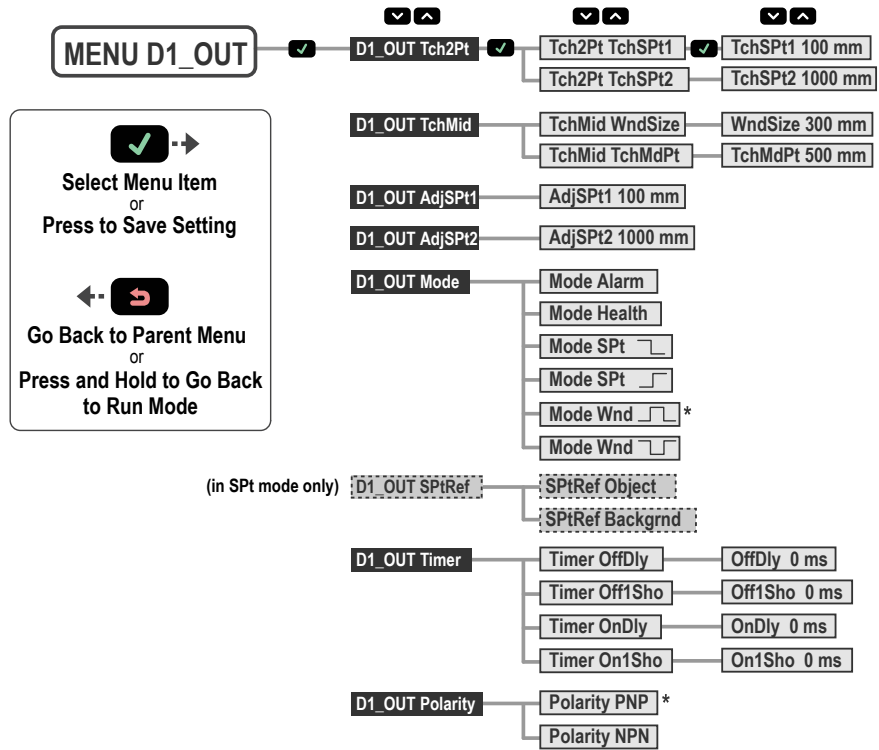 MENU D1_OUT
D1_OUT Tch2Pt
Tch2Pt TchSPt1
TchSPt1 100 mm
Tch2Pt TchSPt2
TchSPt2 1000 mm
Select Menu Item
or
Press to Save Setting
Go Back to Parent Menu
or
Press and Hold to Go Back
to Run Mode
D1_OUT TchMid
TchMid WndSize
WndSize 300 mm
TchMid TchMdPt
TchMdPt 500 mm
D1_OUT AdjSPt1
AdjSPt1 100 mm
D1_OUT AdjSPt2
AdjSPt2 1000 mm
D1_OUT Mode
Mode Alarm
Mode Health
Mode SPt
Mode SPt
Mode Wnd *
Mode Wnd
(in SPt mode only)
D1_OUT SPtRef
SPtRef Object
SPtRef Backgrnd
D1_OUT Timer
Timer OffDly
OffDly 0 ms
Timer Off1Sho
Off1Sho 0 ms
Timer OnDly
OnDly 0 ms
Timer On1Sho
On1Sho 0 ms
D1_OUT Polarity
Polarity PNP *
Polarity NPN